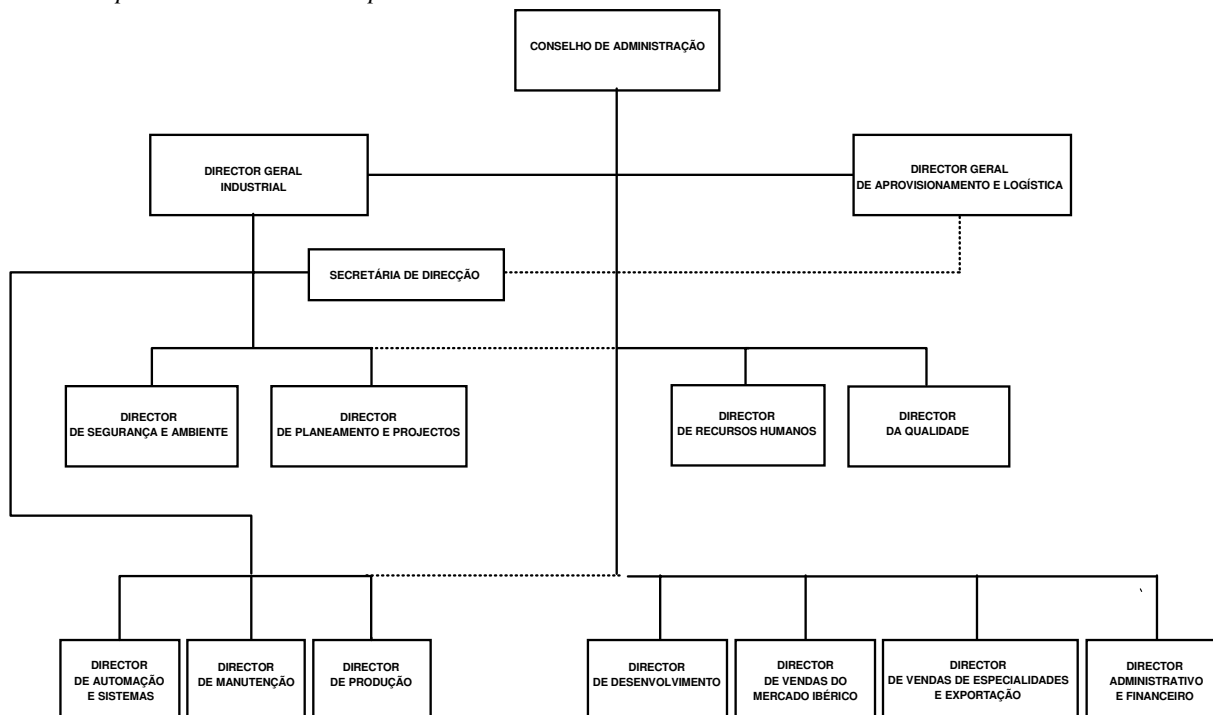 CONSELHO DE ADMINISTRAÇÃO
DIRECTOR GERAL
INDUSTRIAL
DIRECTOR GERAL
DE APROVISIONAMENTO E LOGÍSTICA
SECRETÁRIA DE DIRECÇÃO
DIRECTOR
DE SEGURANÇA E AMBIENTE
DIRECTOR
DE PLANEAMENTO E PROJECTOS
DIRECTOR
DE RECURSOS HUMANOS
DIRECTOR
DA QUALIDADE
DIRECTOR
DE AUTOMAÇÃO
E SISTEMAS
DIRECTOR
DE MANUTENÇÃO
DIRECTOR
DE PRODUÇÃO
DIRECTOR
DE DESENVOLVIMENTO
DIRECTOR
DE VENDAS DO
MERCADO IBÉRICO
DIRECTOR
DE VENDAS DE ESPECIALIDADES
E EXPORTAÇÃO
DIRECTOR
ADMINISTRATIVO
E FINANCEIRO